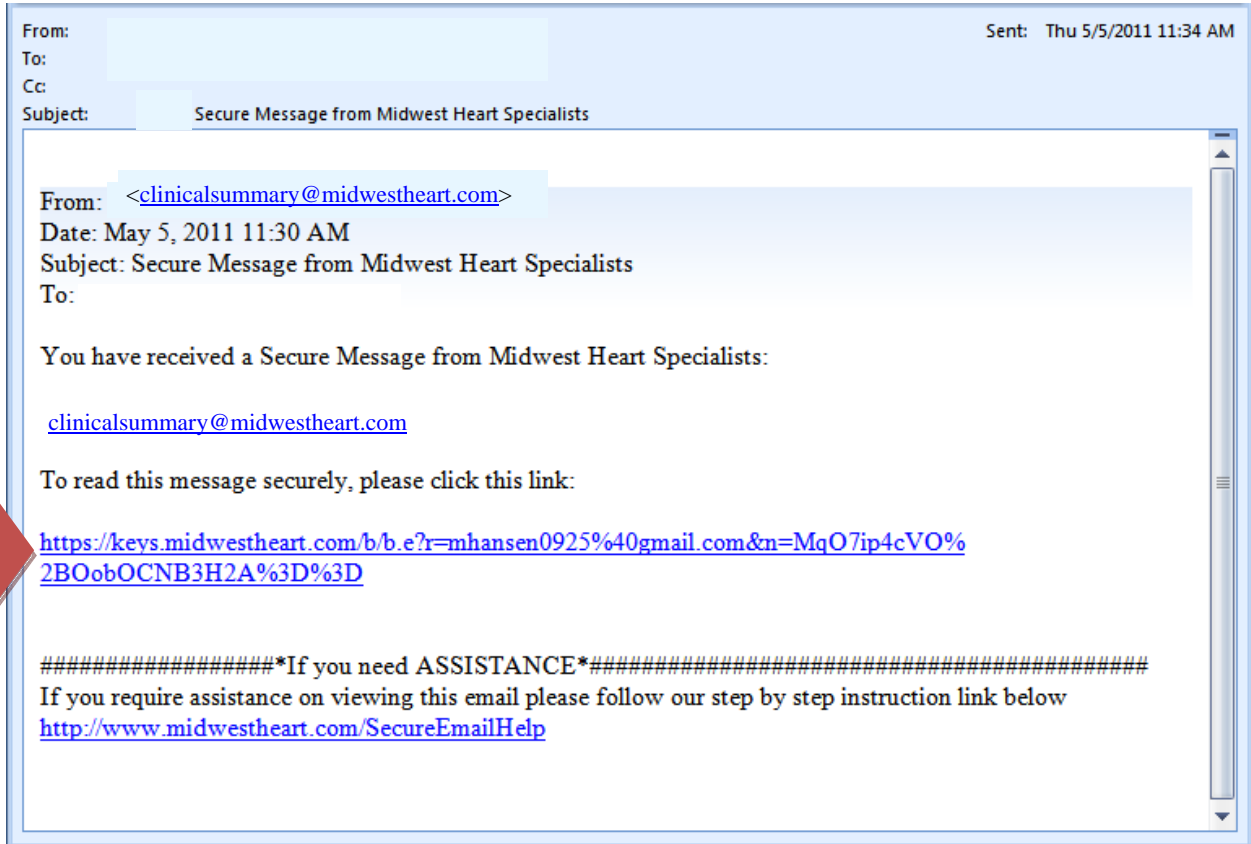 From:
Sent: Thu 5/5/2011 11:34 AM
To:
Cc:
Subject: Secure Message from Midwest Heart Specialists
From: <clinicalsummary@midwestheart.com>
Date: May 5, 2011 11:30 AM
Subject: Secure Message from Midwest Heart Specialists
To:
You have received a Secure Message from Midwest Heart Specialists:
clinicalsummary@midwestheart.com
To read this message securely, please click this link:
https://keys.midwestheart.com/b/b.e?r=mhansen0925%40gmail.com&n=MqO7ip4cVO%
2BOobOCNB3H2A%3D%3D
##################*If you need ASSISTANCE*###########################################
If you require assistance on viewing this email please follow our step by step instruction link below
http://www.midwestheart.com/SecureEmailHelp